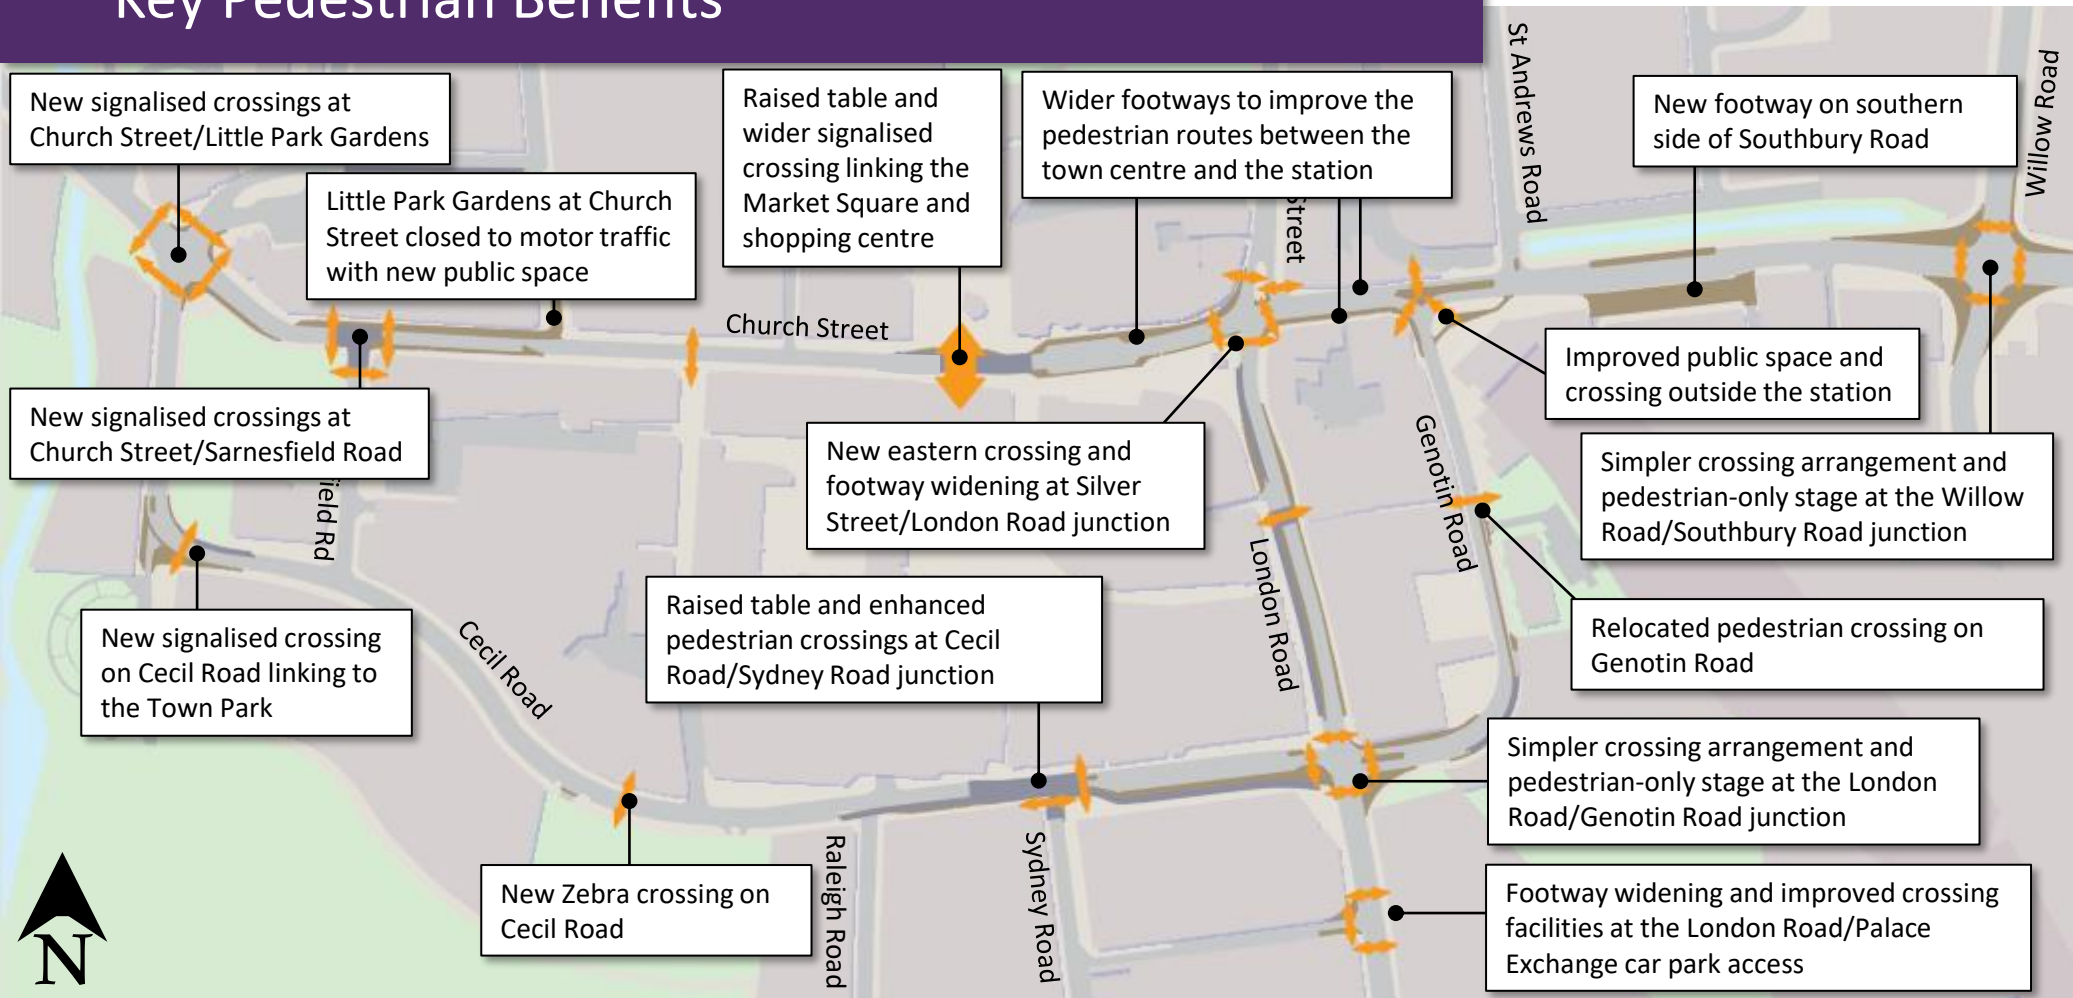 Key Pedestrian Benefits
New signalised crossings at
Church Street/Little Park Gardens
Little Park Gardens at Church
Street closed to motor traffic
with new public space
Raised table and
wider signalised
crossing linking the
Market Square and
shopping centre
Wider footways to improve the
pedestrian routes between the
town centre and the station
Street
St Andrews Road
New footway on southern
side of Southbury Road
Willow Road
Church Street
Improved public space and
crossing outside the station
New signalised crossings at
Church Street/Sarnesfield Road
field Rd
New eastern crossing and
footway widening at Silver
Street/London Road junction
Genotin Road
Simpler crossing arrangement and
pedestrian-only stage at the Willow
Road/Southbury Road junction
New signalised crossing
on Cecil Road linking to
the Town Park
Cecil Road
Raised table and enhanced
pedestrian crossings at Cecil
Road/Sydney Road junction
London Road
Relocated pedestrian crossing on
Genotin Road
Simpler crossing arrangement and
pedestrian-only stage at the London
Road/Genotin Road junction
New Zebra crossing on
Cecil Road
Raleigh Road
Sydney Road
Footway widening and improved crossing
facilities at the London Road/Palace
Exchange car park access
N